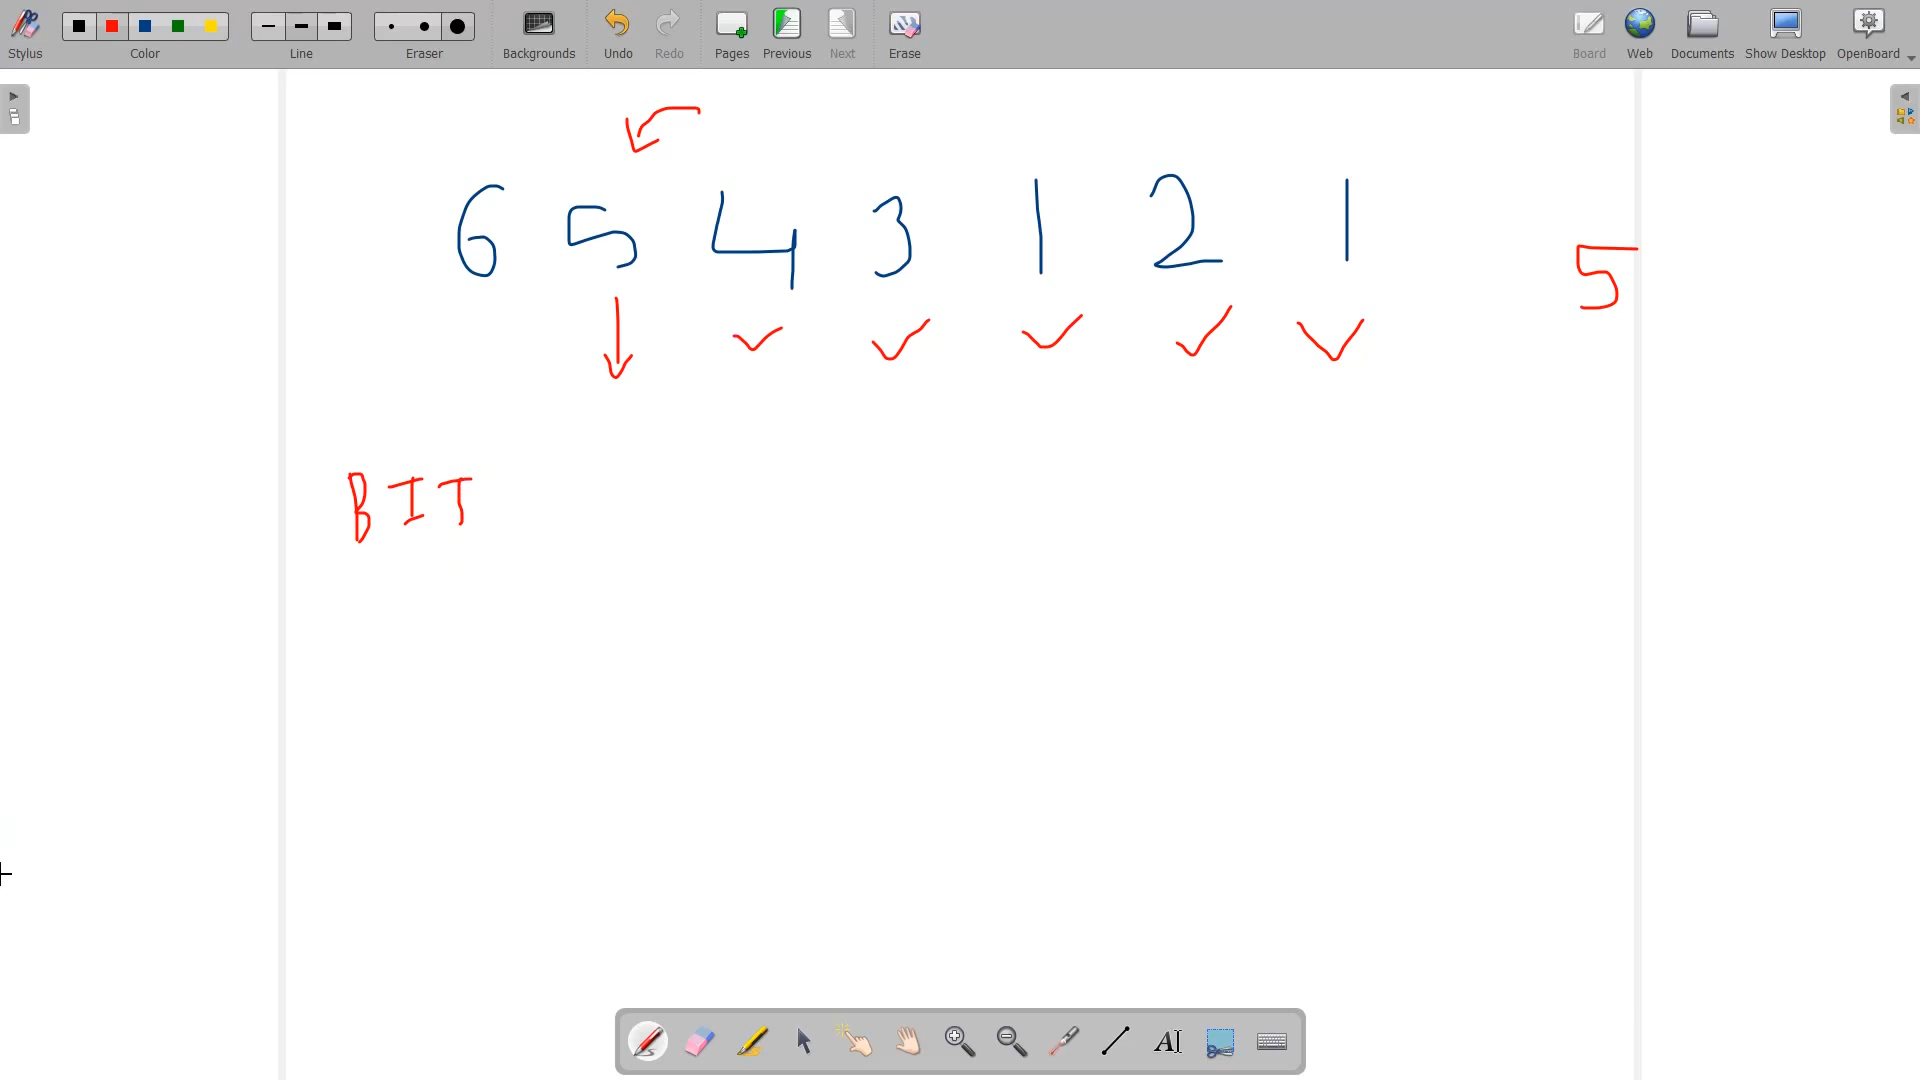 Stylus Color Line Eraser Backgrounds Undo Redo Pages Previous Next Erase Board Web Documents Show Desktop OpenBoard
6 5 4 3 1 2 1
5
BIT
AI